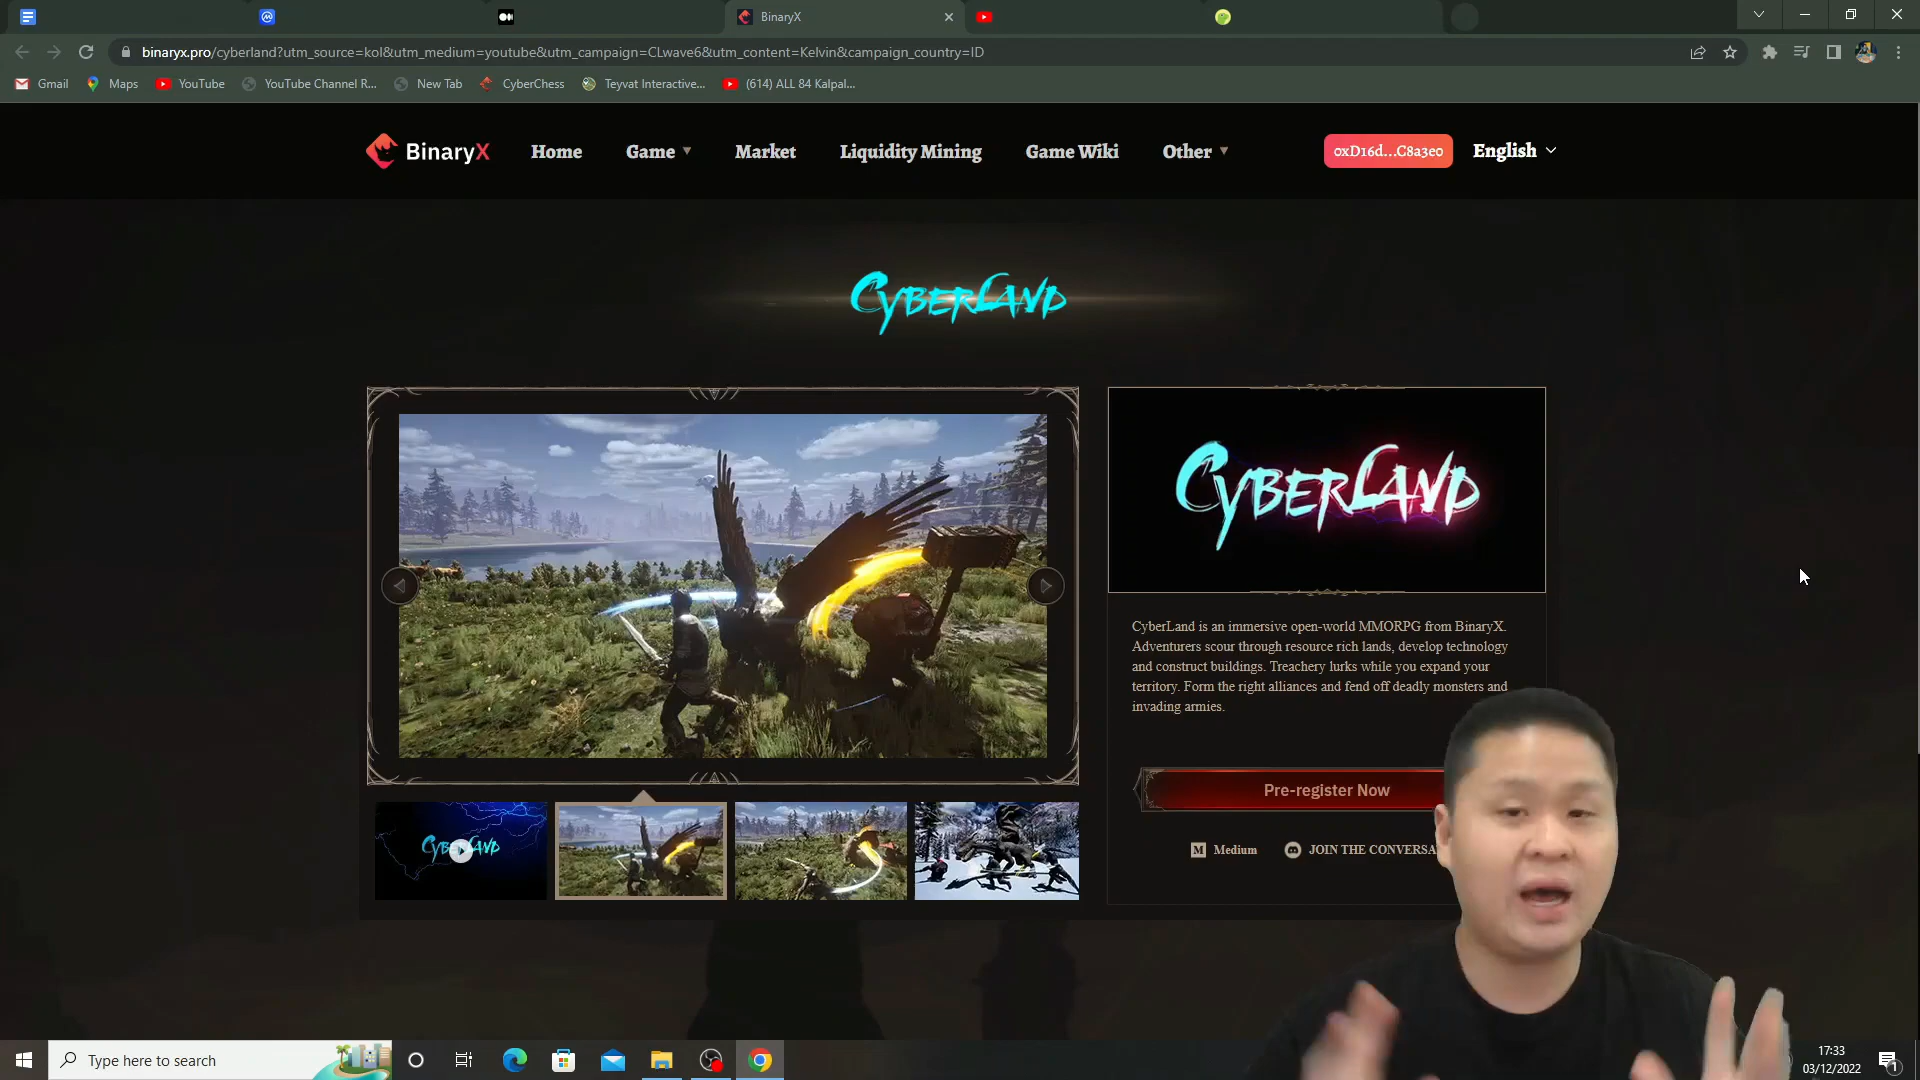 BinaryX
binaryx.pro/cyberland?utm_source=kol&utm_medium=youtube&utm_campaign=CLwave6&utm_content=Kelvin&campaign_country=ID
Gmail
Maps
YouTube
YouTube Channel R...
New Tab
CyberChess
Teyvat Interactive...
(614) ALL 84 Kalpal...
BinaryX
Home
Game
Market
Liquidity Mining
Game Wiki
Other
0xD16d...C8a3e0
English
CYBERLAND
CYBERLAND
CyberLand is an immersive open-world MMORPG from BinaryX.
Adventurers scour through resource rich lands, develop technology
and construct buildings. Treachery lurks while you expand your
territory. Form the right alliances and fend off deadly monsters and
invading armies.
Pre-register Now
CYBERLAND
M Medium
JOIN THE CONVERSA
Type here to search
17:33
03/12/2022
1